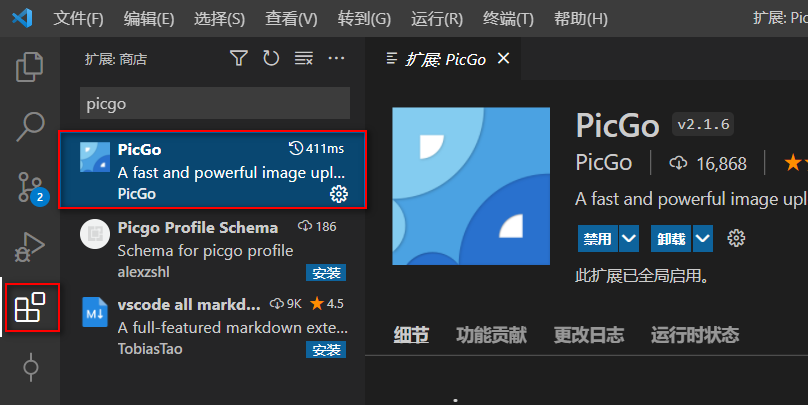 文件(F) 编辑(E) 选择(S) 查看(V) 转到(G) 运行(R) 终端(T) 帮助(H) 扩展: Pic
扩展: 商店
picgo
PicGo 411ms
A fast and powerful image upl...
PicGo
Picgo Profile Schema 186
Schema for picgo profile
alexzshl 安装
vscode all markd... 9K 4.5
A full-featured markdown exte...
TobiasTao 安装
2
M
扩展: PicGo
PicGo v2.1.6
PicGo 16,868
A fast and powerful image upl
禁用 卸载
此扩展已全局启用。
细节 功能贡献 更改日志 运行时状态